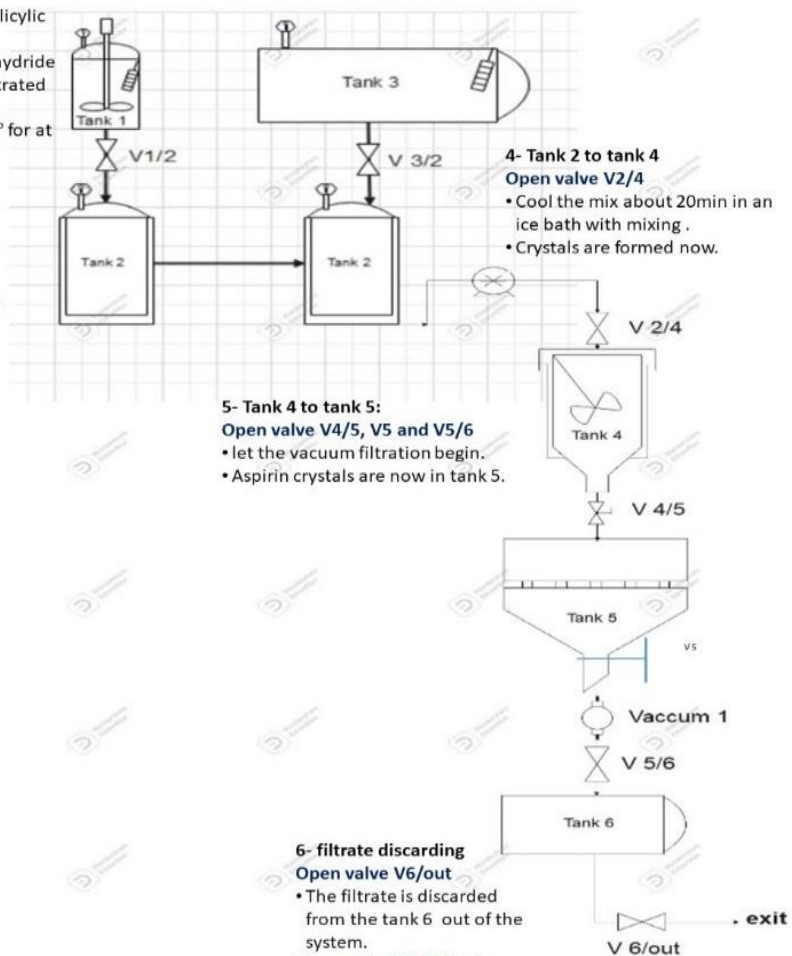 licylic
ydride
trated
° for at
Tank 1
Tank 3
V1/2
V 3/2
4- Tank 2 to tank 4
Open valve V2/4
• Cool the mix about 20min in an
ice bath with mixing .
• Crystals are formed now.
Tank 2
Tank 2
V 2/4
5- Tank 4 to tank 5:
Open valve V4/5, V5 and V5/6
• let the vacuum filtration begin.
• Aspirin crystals are now in tank 5.
Tank 4
V 4/5
Tank 5
V5
Vaccum 1
V 5/6
Tank 6
6- filtrate discarding
Open valve V6/out
• The filtrate is discarded
from the tank 6 out of the
system.
exit
V 6/out